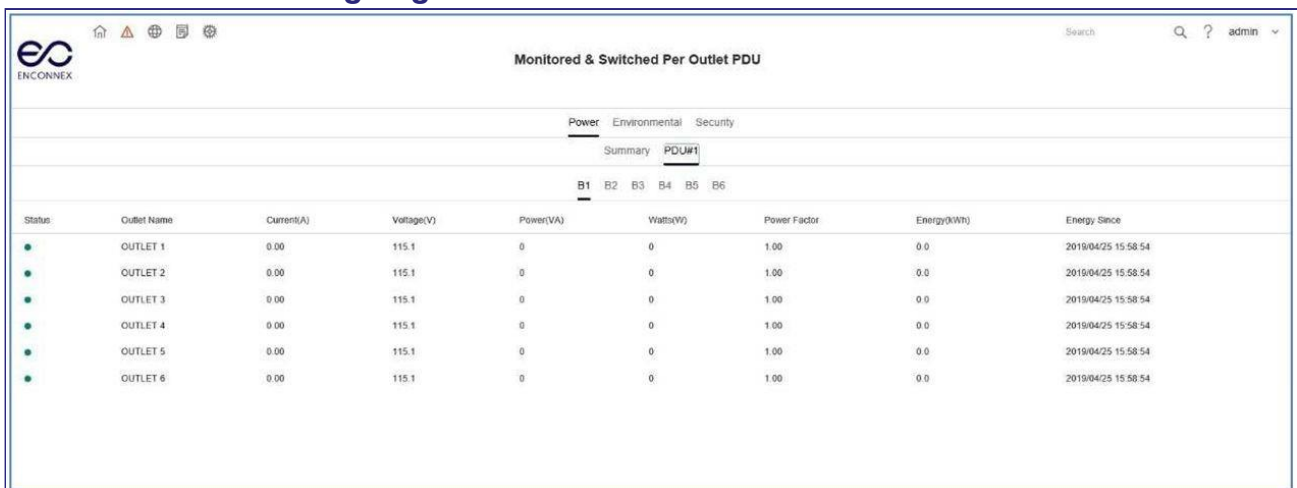 Search ? admin
ENCONNEX
Monitored & Switched Per Outlet PDU
Power Environmental Security
Summary PDU#1
B1 B2 B3 B4 B5 B6
Status Outlet Name Current(A) Voltage(V) Power(VA) Watts(W) Power Factor Energy(kWh) Energy Since
OUTLET 1 0.00 115.1 0 0 1.00 0.0 2019/04/25 15:58:54
OUTLET 2 0.00 115.1 0 0 1.00 0.0 2019/04/25 15:58:54
OUTLET 3 0.00 115.1 0 0 1.00 0.0 2019/04/25 15:58:54
OUTLET 4 0.00 115.1 0 0 1.00 0.0 2019/04/25 15:58:54
OUTLET 5 0.00 115.1 0 0 1.00 0.0 2019/04/25 15:58:54
OUTLET 6 0.00 115.1 0 0 1.00 0.0 2019/04/25 15:58:54